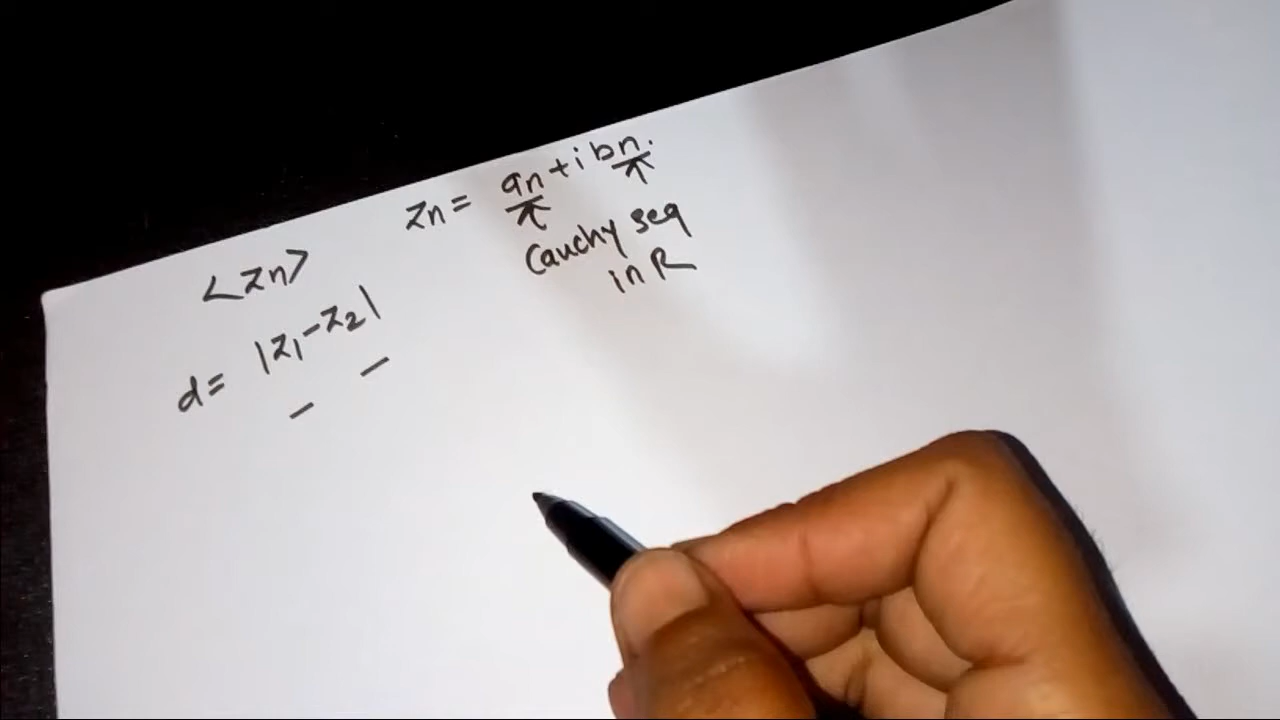 zn = an + ibn.
Cauchy seq
in R
<zn>
d = |z1 - z2|